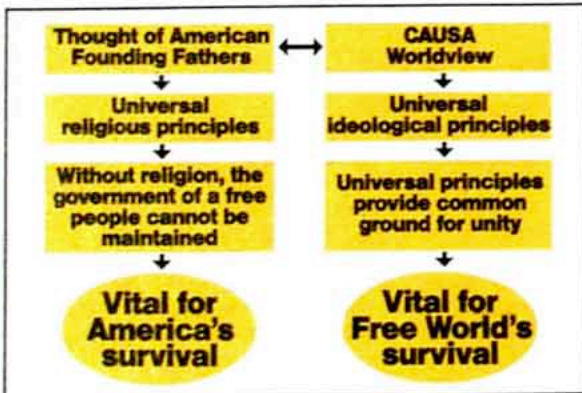 Thought of American
Founding Fathers
CAUSA
Worldview
Universal
religious principles
Universal
ideological principles
Without religion, the
government of a free
people cannot be
maintained
Universal principles
provide common
ground for unity
Vital for
America's
survival
Vital for
Free World's
survival